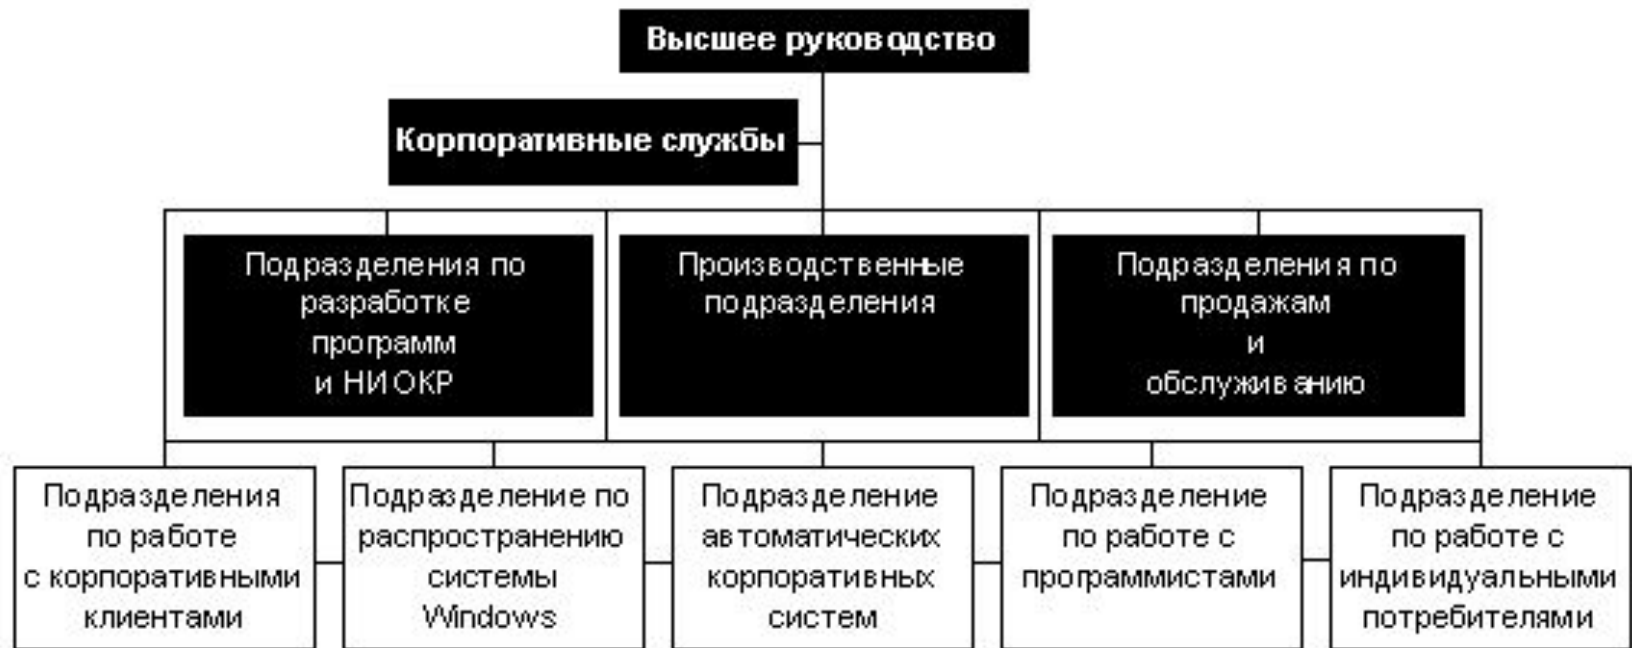 Высшее руководство
Корпоративные службы
Подразделения по
разработке
программ
и НИОКР
Производственные
подразделения
Подразделения по
продажам
и
обслуживанию
Подразделения
по работе
с корпоративными
клиентами
Подразделение по
распространению
системы
Windows
Подразделение
автоматических
корпоративных
систем
Подразделение
по работе с
программистами
Подразделение
по работе с
индивидуальными
потребителями